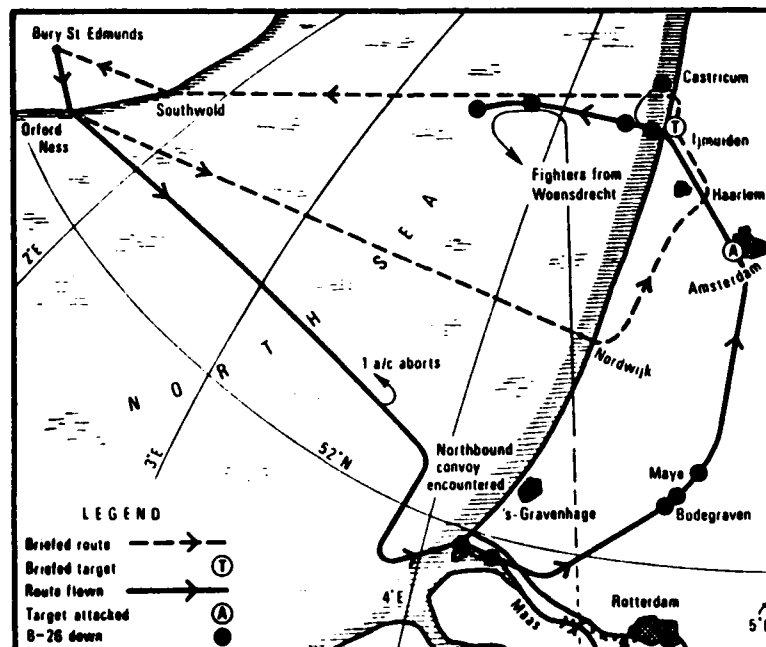 Bury St Edmunds
Orford
Ness
Southwold
Castricum
T
Ijmuiden
Fighters from
Woensdrecht
Haarlem
A
Amsterdam
2°E
NORTH SEA
Nordwijk
1 a/c aborts
3°E
52°N
Northbound
convoy
encountered
's-Gravenhage
Maye
Bodegraven
4°E
Maas
Rotterdam
LEGEND
Briefed route
Briefed target T
Route flown
Target attacked A
B-26 down